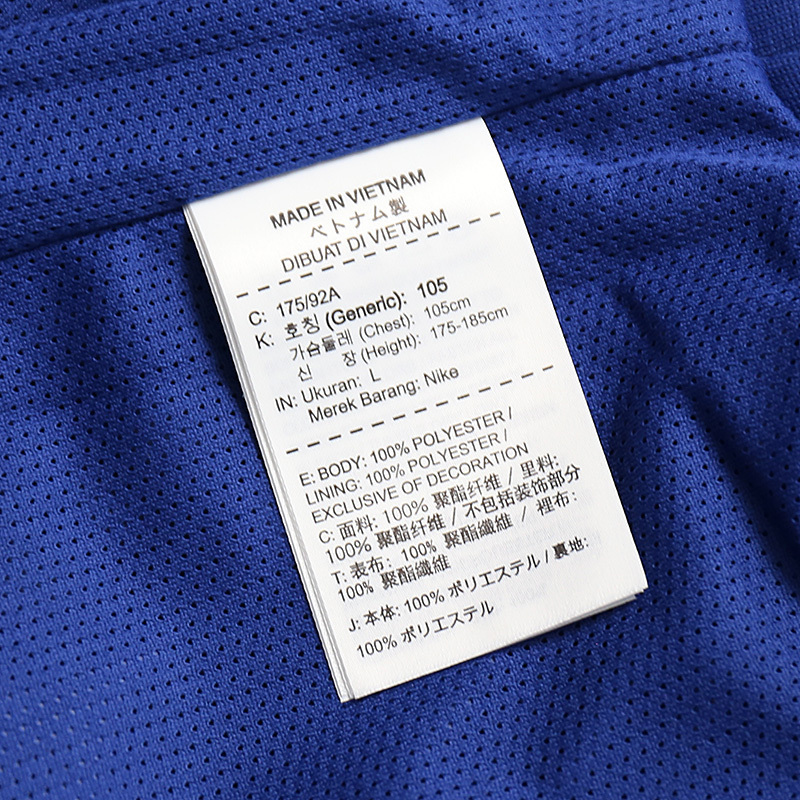 MADE IN VIETNAM
ベトナム製
DIBUAT DI VIETNAM
C: 175/92A
K: 호칭 (Generic): 105
가슴둘레 (Chest): 105cm
신 장 (Height): 175-185cm
IN: Ukuran: L
Merek Barang: Nike
E: BODY: 100% POLYESTER /
LINING: 100% POLYESTER /
EXCLUSIVE OF DECORATION
C: 面料: 100% 聚酯纤维 / 里料:
100% 聚酯纤维 / 不包括装饰部分
T: 表布: 100% 聚酯纖維 / 裡布:
100% 聚酯纖維
J: 本体: 100% ポリエステル / 裏地:
100% ポリエステル